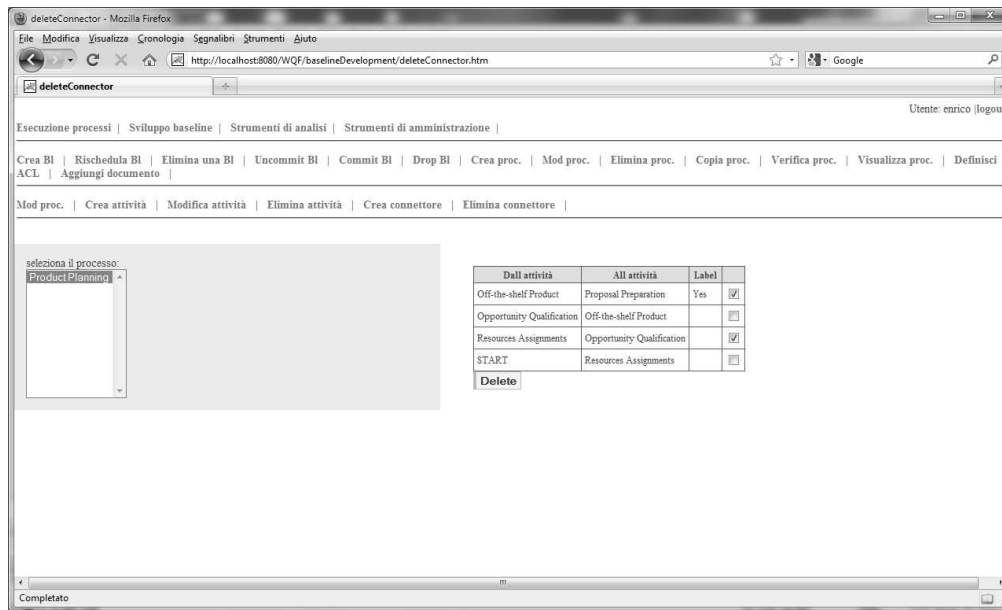 deleteConnector - Mozilla Firefox
File Modifica Visualizza Cronologia Segnalibri Strumenti Aiuto
http://localhost:8080/WQF/baselineDevelopment/deleteConnector.htm Google
deleteConnector
Utente: enrico |logou
Esecuzione processi | Sviluppo baseline | Strumenti di analisi | Strumenti di amministrazione |
Crea Bl | Rischedula Bl | Elimina una Bl | Uncommit Bl | Commit Bl | Drop Bl | Crea proc. | Mod proc. | Elimina proc. | Copia proc. | Verifica proc. | Visualizza proc. | Definisci
ACL | Aggiungi documento |
Mod proc. | Crea attività | Modifica attività | Elimina attività | Crea connettore | Elimina connettore |
seleziona il processo:
Product Planning
Dall attività All attività Label
Off-the-shelf Product Proposal Preparation Yes
Opportunity Qualification Off-the-shelf Product
Resources Assignments Opportunity Qualification
START Resources Assignments
Delete
Completato